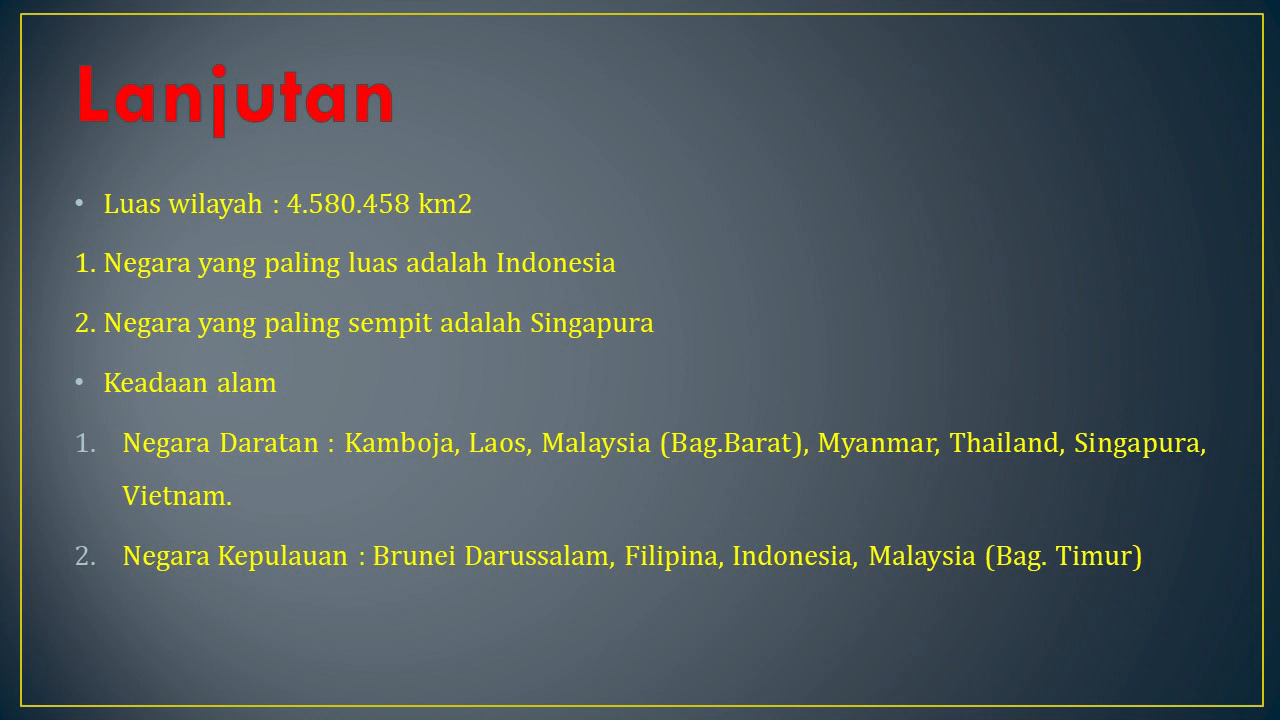 Lanjutan
• Luas wilayah : 4.580.458 km2
1. Negara yang paling luas adalah Indonesia
2. Negara yang paling sempit adalah Singapura
• Keadaan alam
1. Negara Daratan : Kamboja, Laos, Malaysia (Bag.Barat), Myanmar, Thailand, Singapura,
Vietnam.
2. Negara Kepulauan : Brunei Darussalam, Filipina, Indonesia, Malaysia (Bag. Timur)